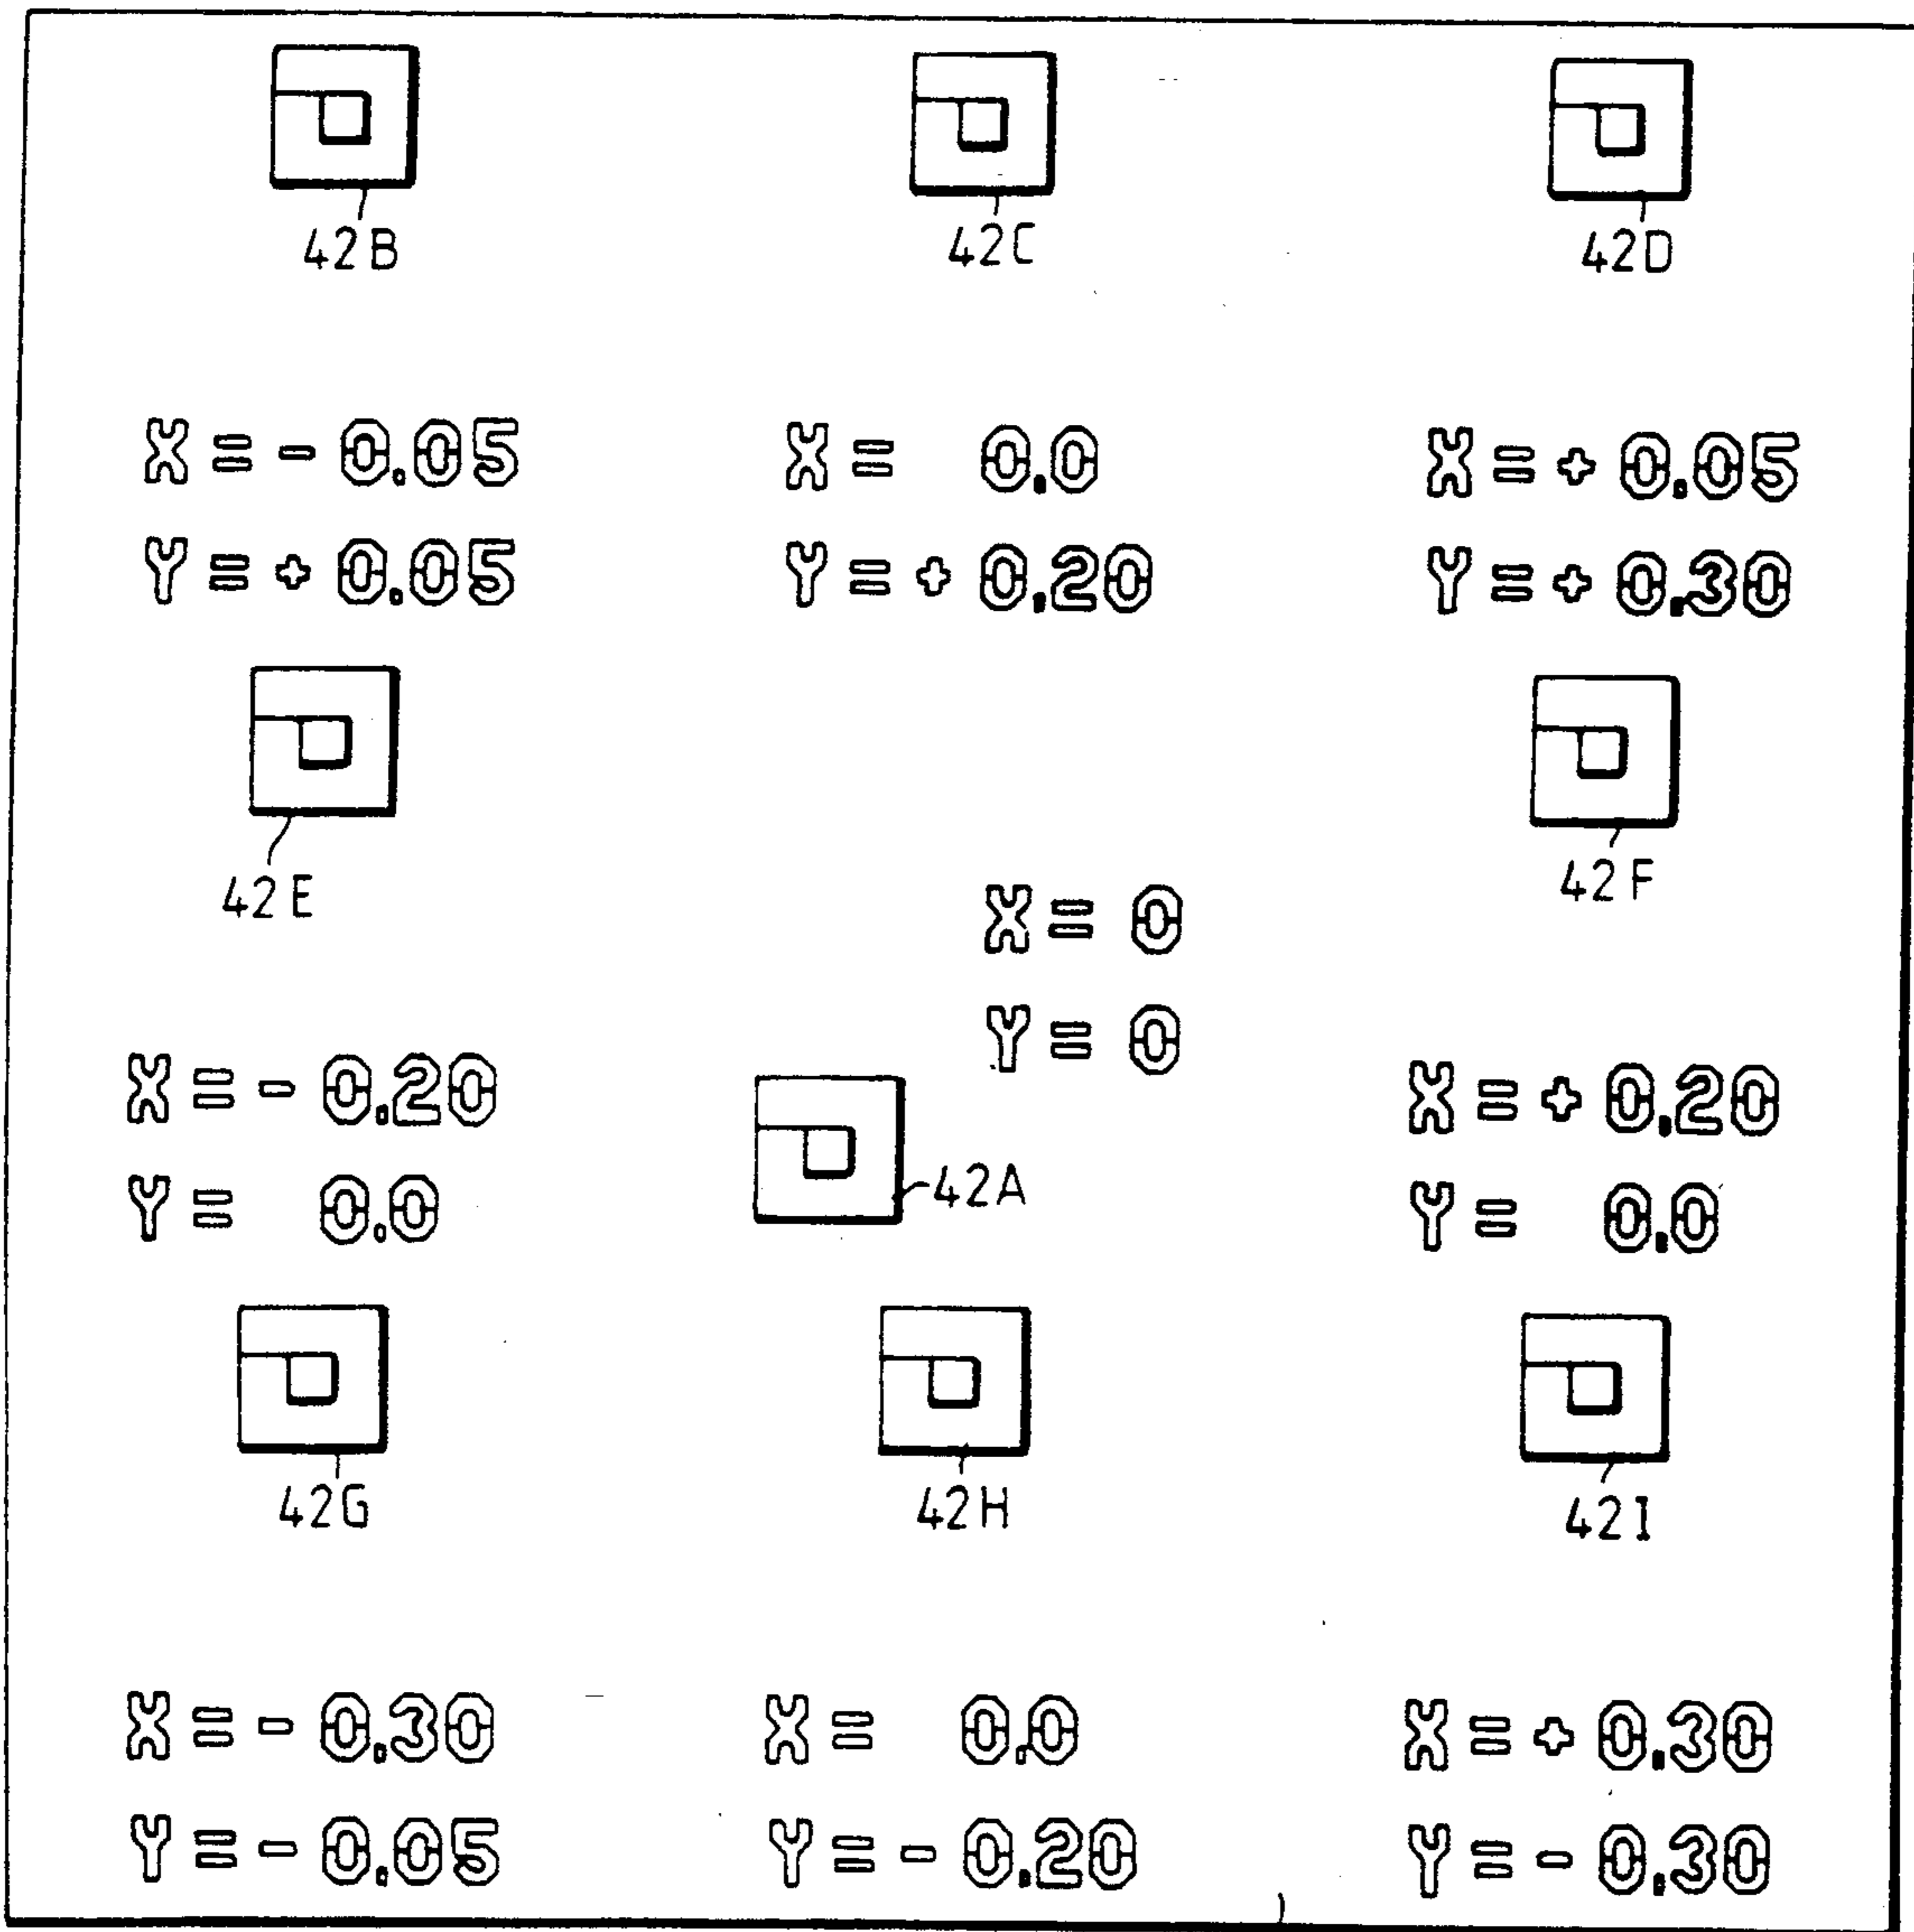 42B 42C 42D
X = - 0.05 X = 0.0 X = + 0.05
Y = + 0.05 Y = + 0.20 Y = + 0.30
42E 42F
X = 0
Y = 0
X = - 0.20 X = + 0.20
Y = 0.0 42A Y = 0.0
42G 42H 42I
X = - 0.30 X = 0.0 X = + 0.30
Y = - 0.05 Y = - 0.20 Y = - 0.30